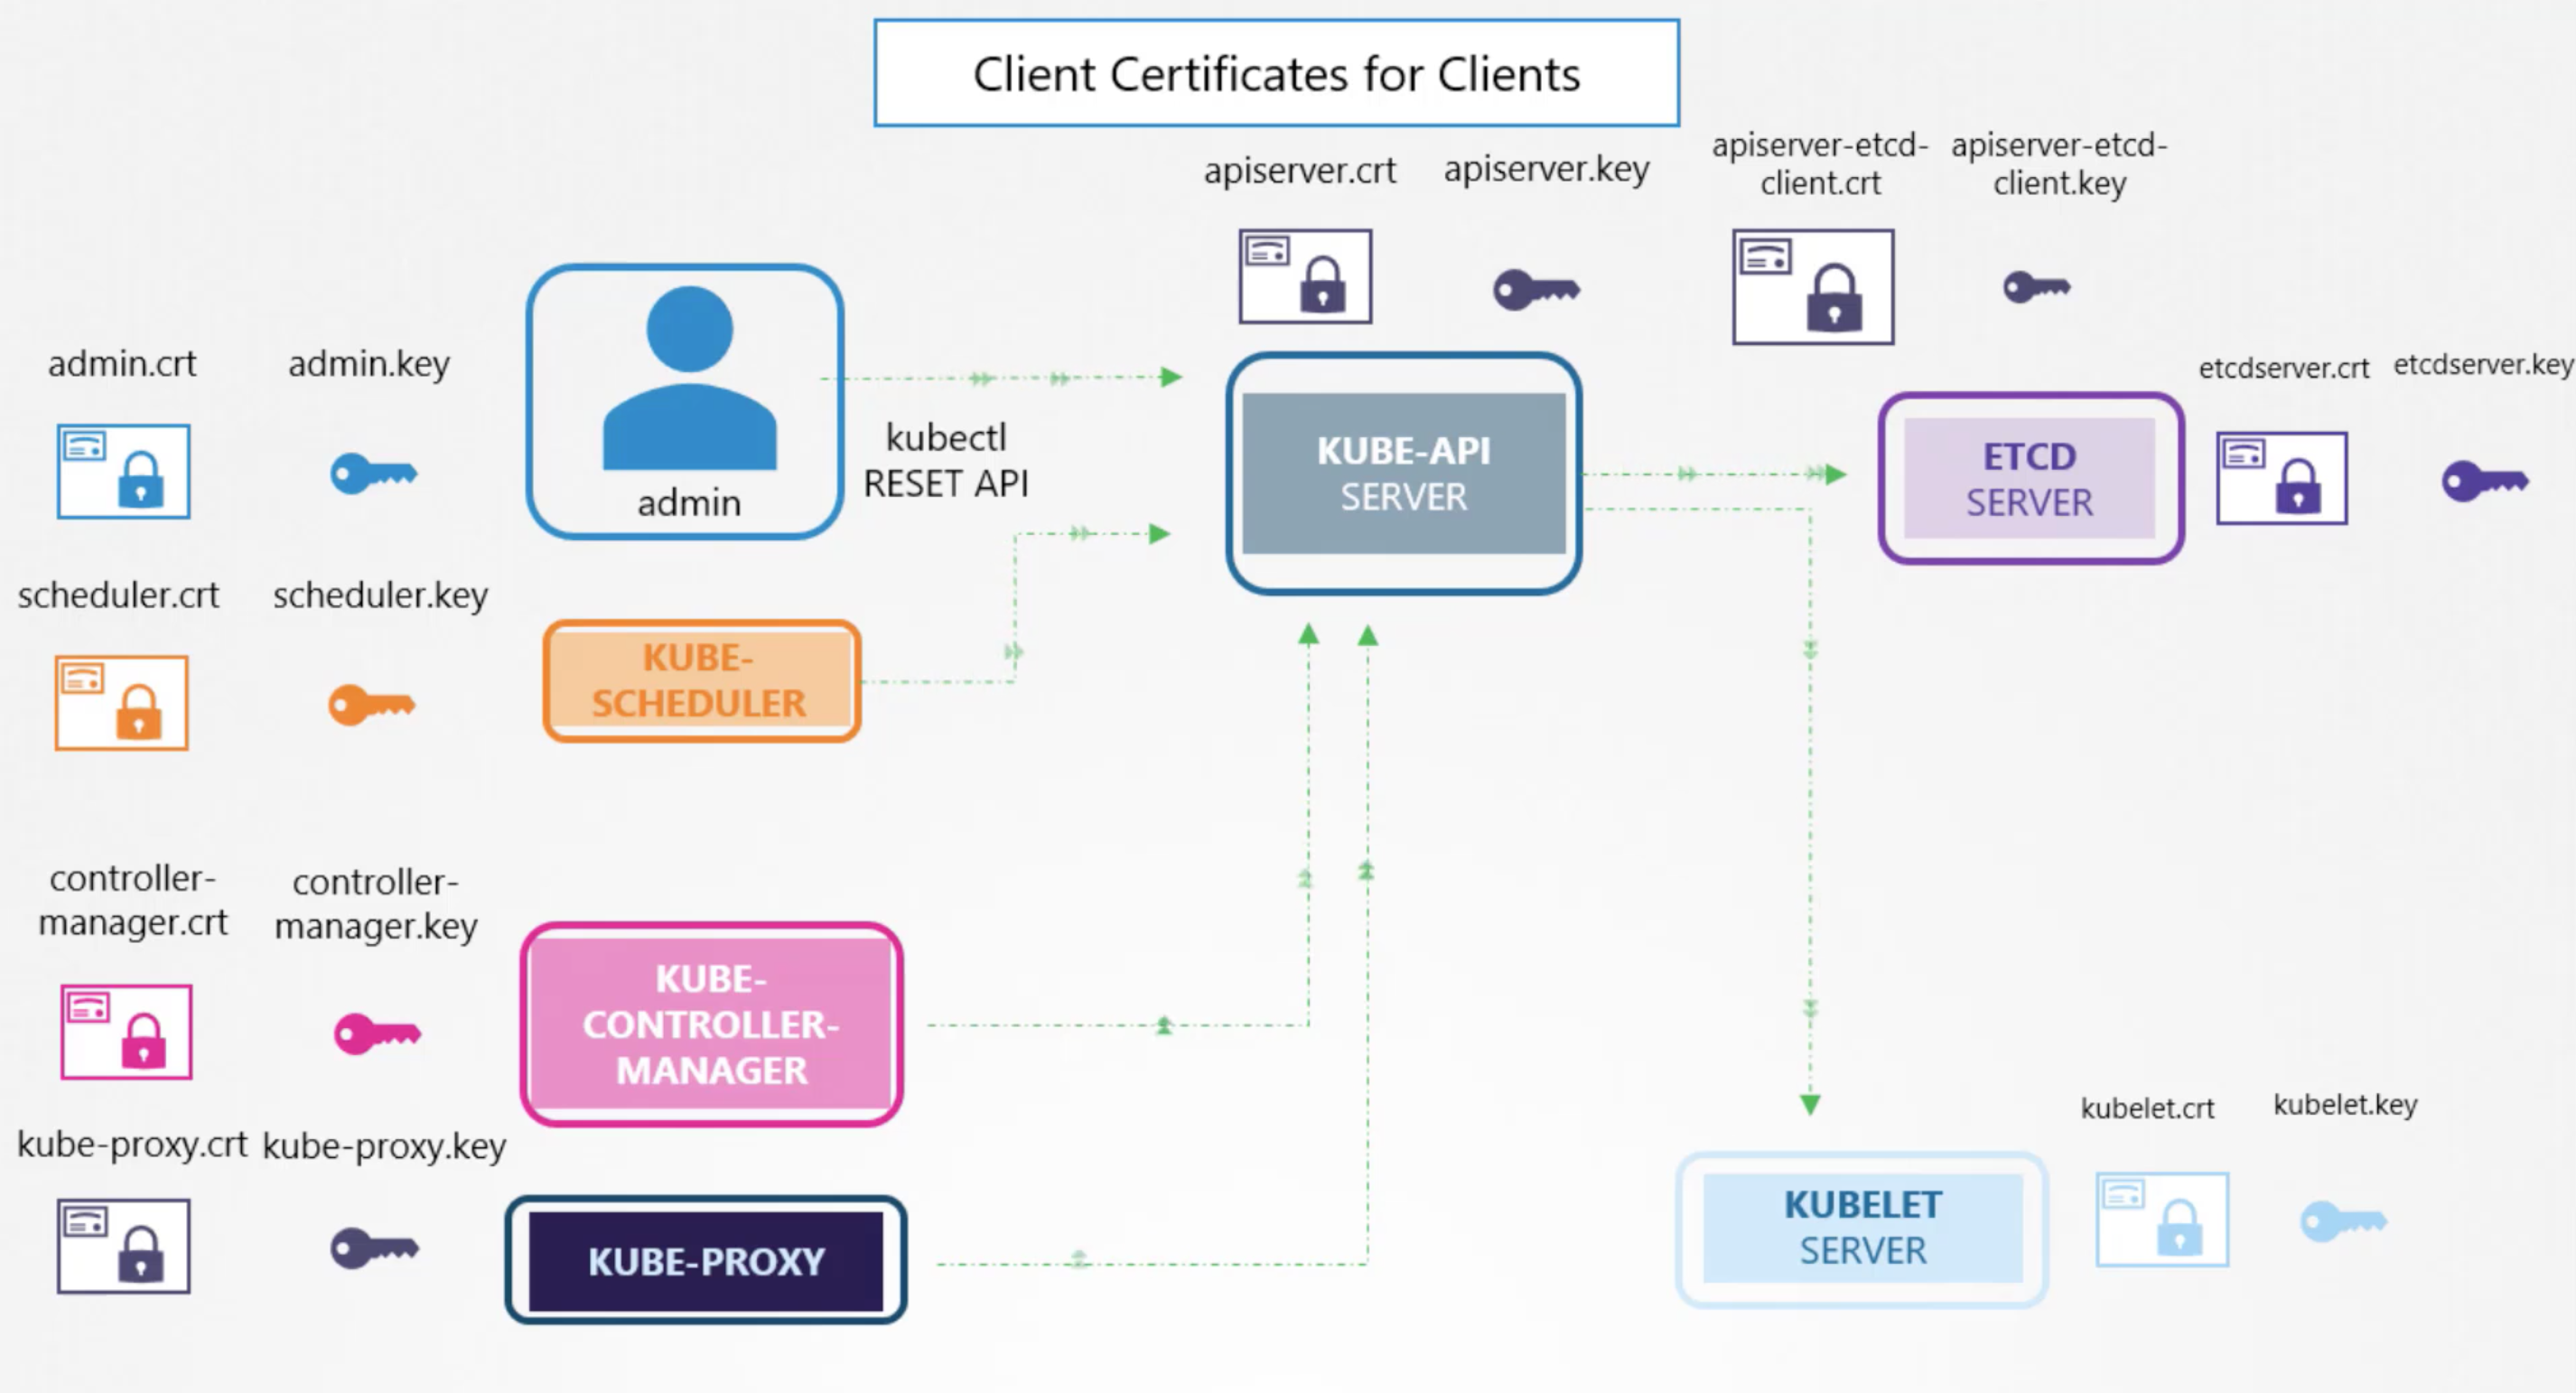 Client Certificates for Clients
apiserver.crt
apiserver.key
apiserver-etcd-
client.crt
apiserver-etcd-
client.key
admin.crt
admin.key
admin
kubectl
RESET API
KUBE-API
SERVER
ETCD
SERVER
etcdserver.crt
etcdserver.key
scheduler.crt
scheduler.key
KUBE-
SCHEDULER
controller-
manager.crt
controller-
manager.key
KUBE-
CONTROLLER-
MANAGER
kube-proxy.crt
kube-proxy.key
KUBE-PROXY
KUBELET
SERVER
kubelet.crt
kubelet.key